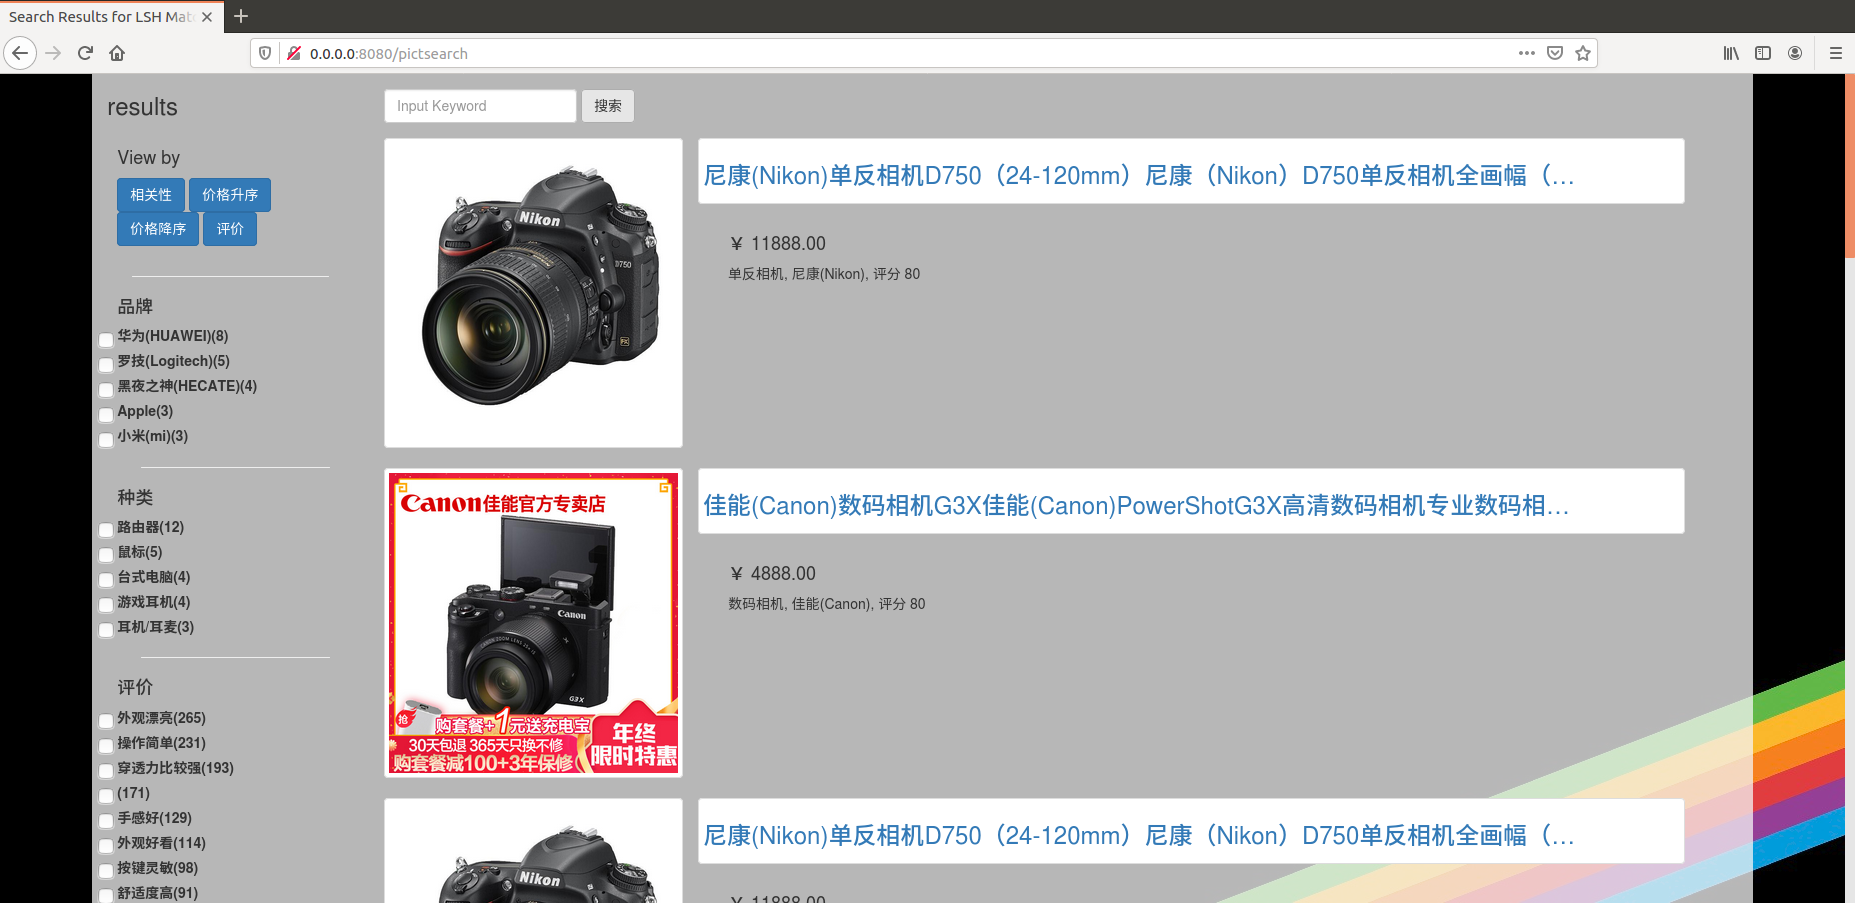 Search Results for LSH Mat
0.0.0.0:8080/pictsearch
results
Input Keyword
搜索
View by
相关性
价格升序
价格降序
评价
品牌
华为(HUAWEI)(8)
罗技(Logitech)(5)
黑夜之神(HECATE)(4)
Apple(3)
小米(mi)(3)
种类
路由器(12)
鼠标(5)
台式电脑(4)
游戏耳机(4)
耳机/耳麦(3)
评价
外观漂亮(265)
操作简单(231)
穿透力比较强(193)
(171)
手感好(129)
外观好看(114)
按键灵敏(98)
舒适度高(91)
Nikon
D750
FX
尼康(Nikon)单反相机D750（24-120mm）尼康（Nikon）D750单反相机全画幅（...
¥ 11888.00
单反相机, 尼康(Nikon), 评分 80
Canon佳能官方专卖店
Canon
G3X
抢
购套餐+1元送充电宝
30天包退 365天只换不修
购套餐减100+3年保修
年终
限时特惠
佳能(Canon)数码相机G3X佳能(Canon)PowerShotG3X高清数码相机专业数码相...
¥ 4888.00
数码相机, 佳能(Canon), 评分 80
Nikon
尼康(Nikon)单反相机D750（24-120mm）尼康（Nikon）D750单反相机全画幅（...
¥ 11888.00